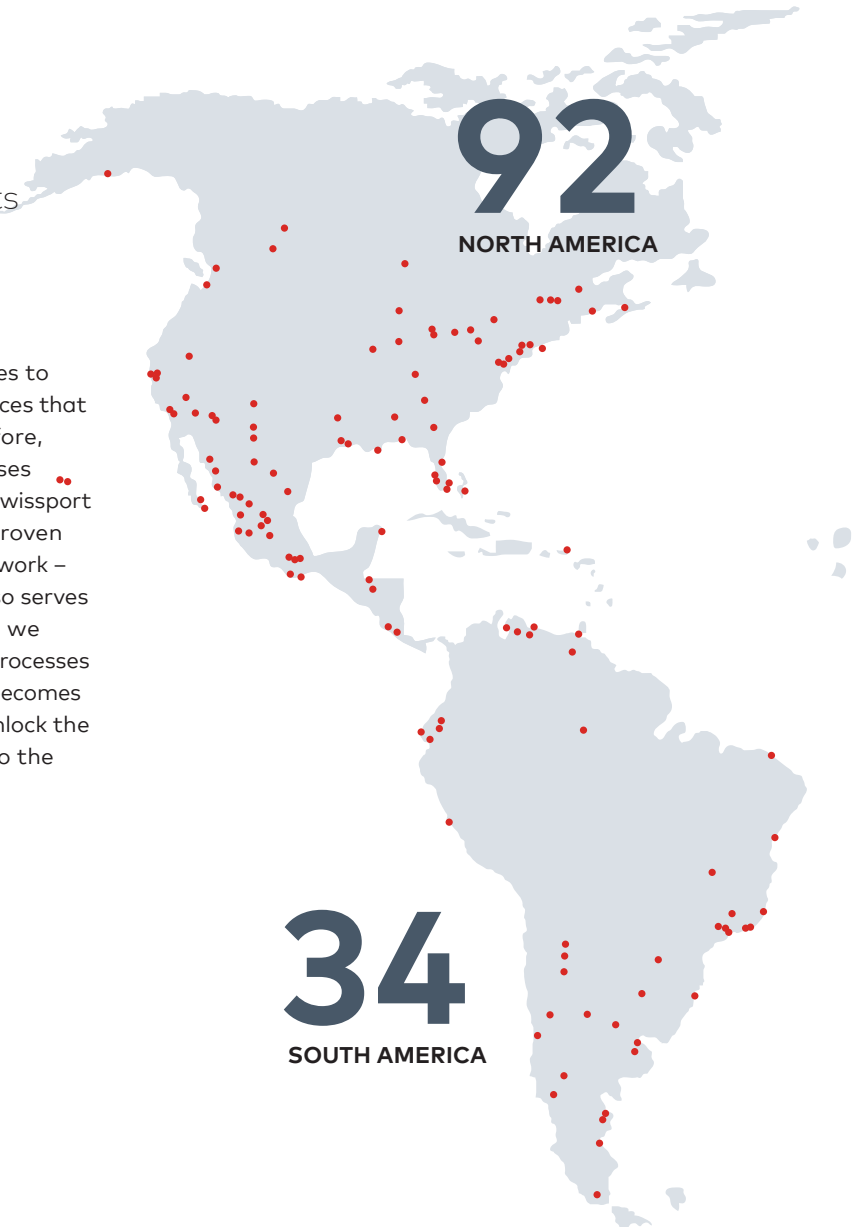 92
NORTH AMERICA
es to
ces that
fore,
ses
wissport
roven
work –
so serves
we
rocesses
ecomes
nlock the
o the
34
SOUTH AMERICA